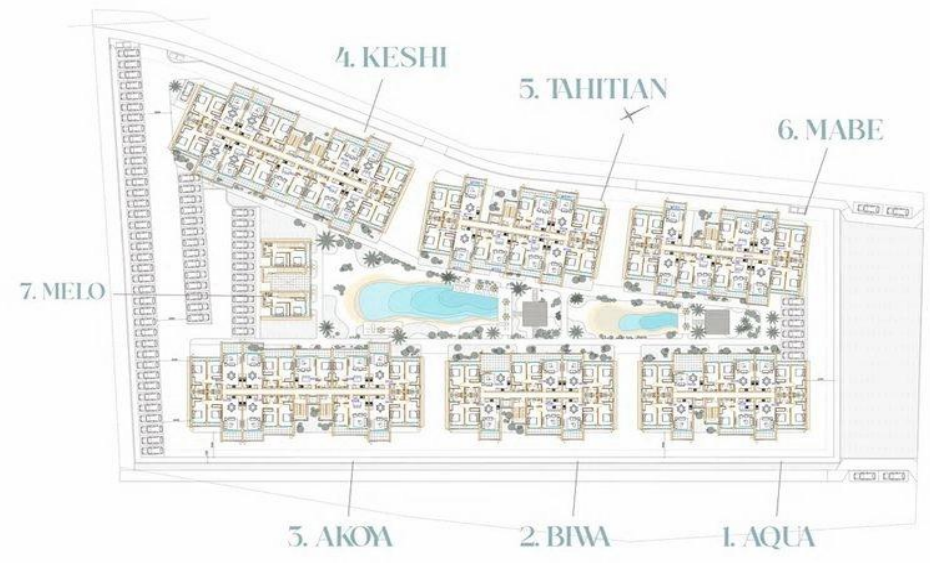 4. KESHI
5. TAHITIAN
6. MABE
7. MELO
3. AKOYA
2. BIWA
1. AQUA